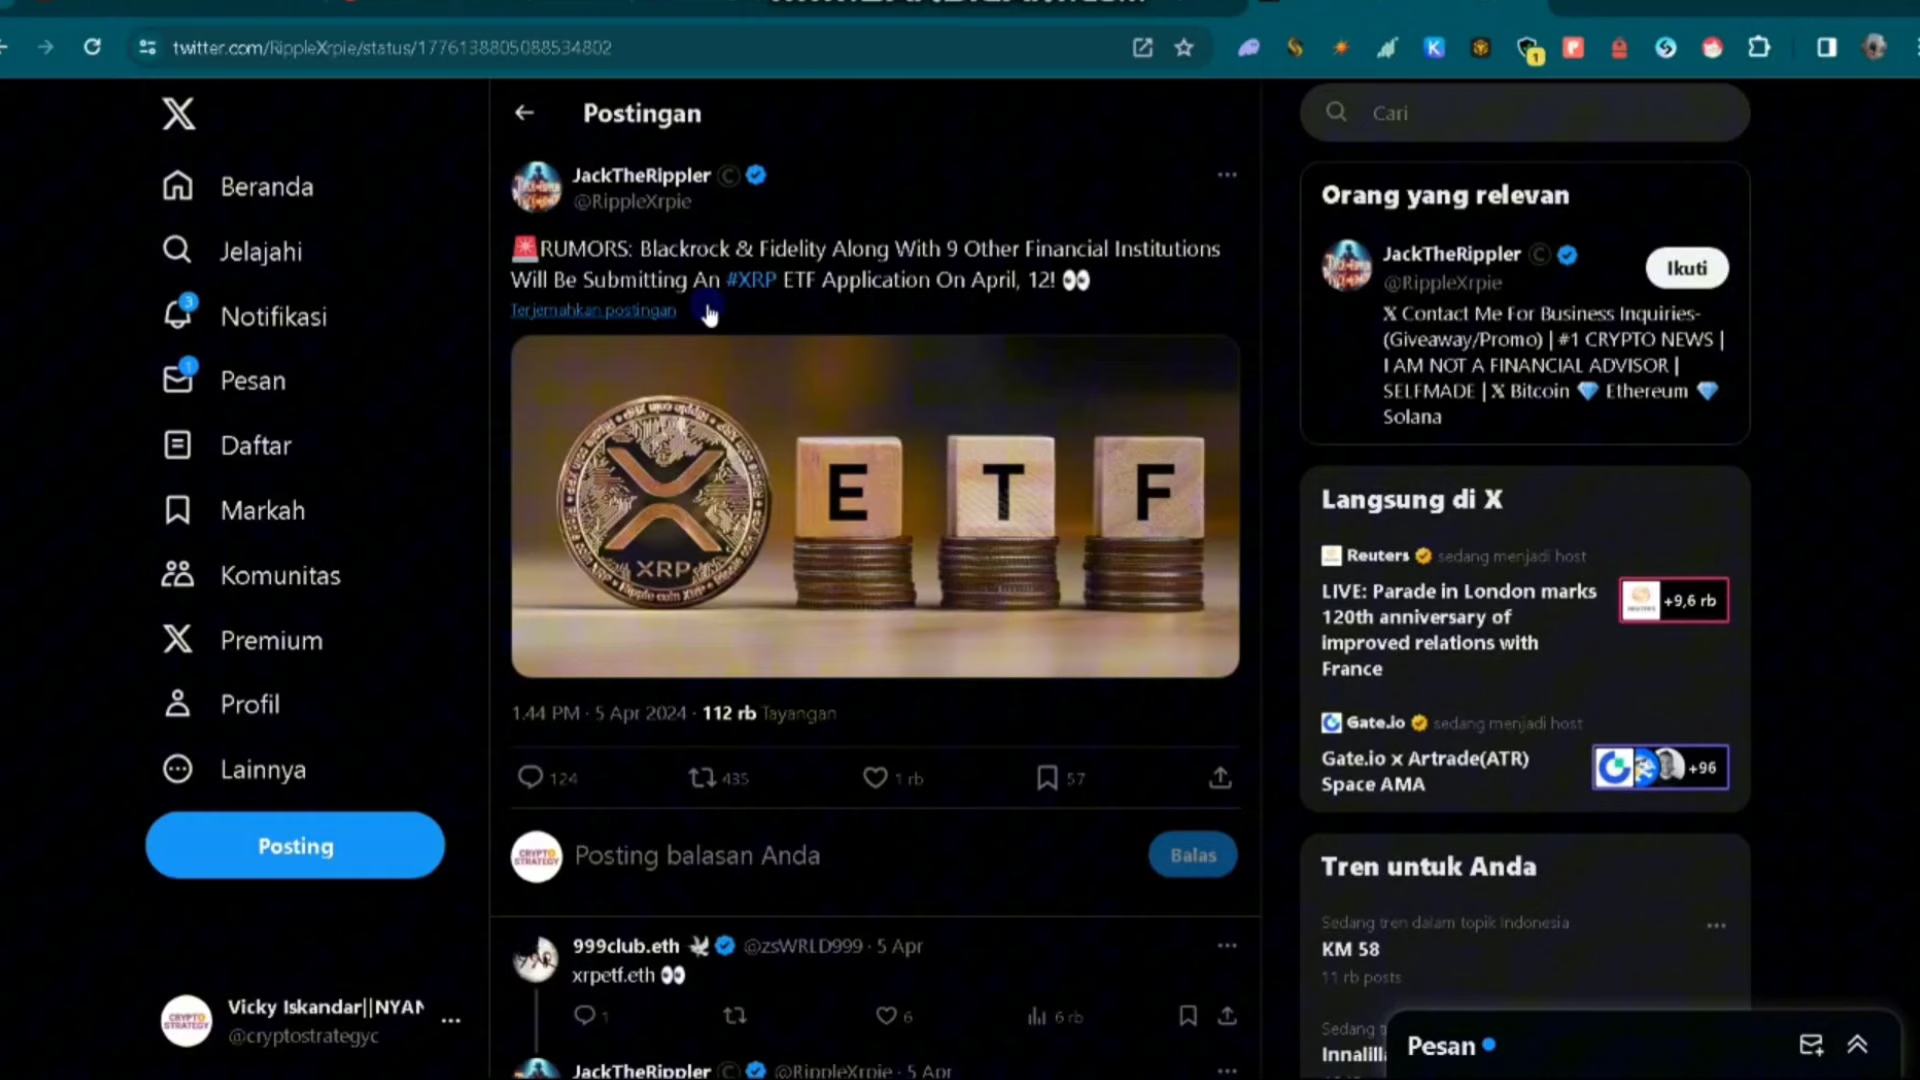 twitter.com/RippleXrpie/status/1776138805088534802
Beranda
Jelajahi
3
Notifikasi
1
Pesan
Daftar
Markah
Komunitas
Premium
Profil
Lainnya
Posting
Vicky Iskandar||NYAN
@cryptostrategyc
Postingan
JackTheRippler
@RippleXrpie
🚨RUMORS: Blackrock & Fidelity Along With 9 Other Financial Institutions
Will Be Submitting An #XRP ETF Application On April, 12! 👀
Terjemahkan postingan
XRP
E T F
1.44 PM · 5 Apr 2024 · 112 rb Tayangan
124 435 1 rb 57
CRYPTO
STRATEGY
Posting balasan Anda
Balas
999club.eth @zsWRLD999 · 5 Apr
xrpetf.eth 👀
1 6 6 rb
JackTheRippler @RippleXrpie · 5 Apr
Cari
Orang yang relevan
JackTheRippler
@RippleXrpie
Ikuti
𝕏 Contact Me For Business Inquiries-
(Giveaway/Promo) | #1 CRYPTO NEWS |
I AM NOT A FINANCIAL ADVISOR |
SELFMADE | 𝕏 Bitcoin 💎 Ethereum 💎
Solana
Langsung di X
Reuters sedang menjadi host
LIVE: Parade in London marks
120th anniversary of
improved relations with
France
+9,6 rb
Gate.io sedang menjadi host
Gate.io x Artrade(ATR)
Space AMA
+96
Tren untuk Anda
Sedang tren dalam topik Indonesia
KM 58
11 rb posts
Sedang
Pesan